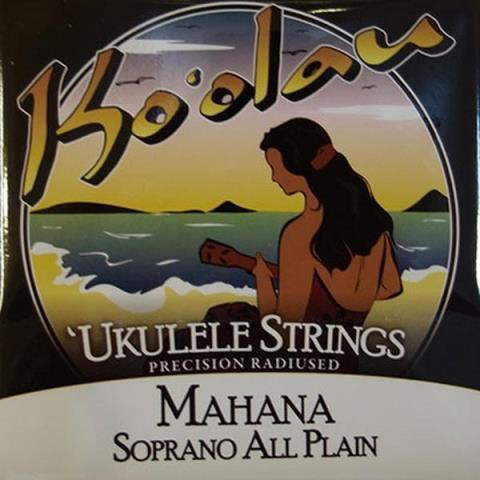 Ko'olau
'UKULELE STRINGS
PRECISION RADIUSED
MAHANA
SOPRANO ALL PLAIN